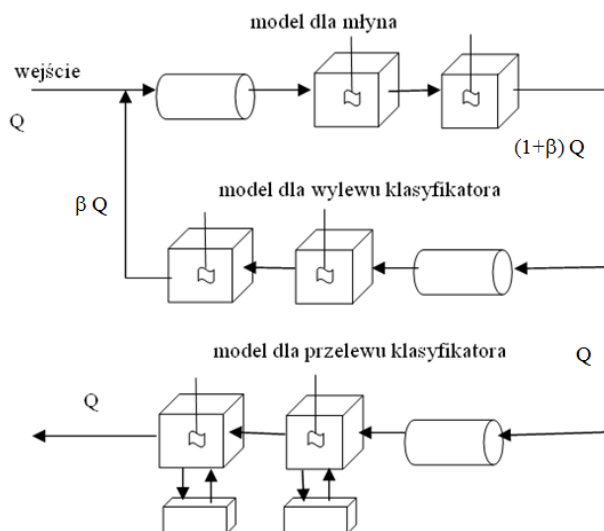 model dla młyna
wejście
Q
(1+β) Q
β Q
model dla wylewu klasyfikatora
model dla przelewu klasyfikatora
Q
Q